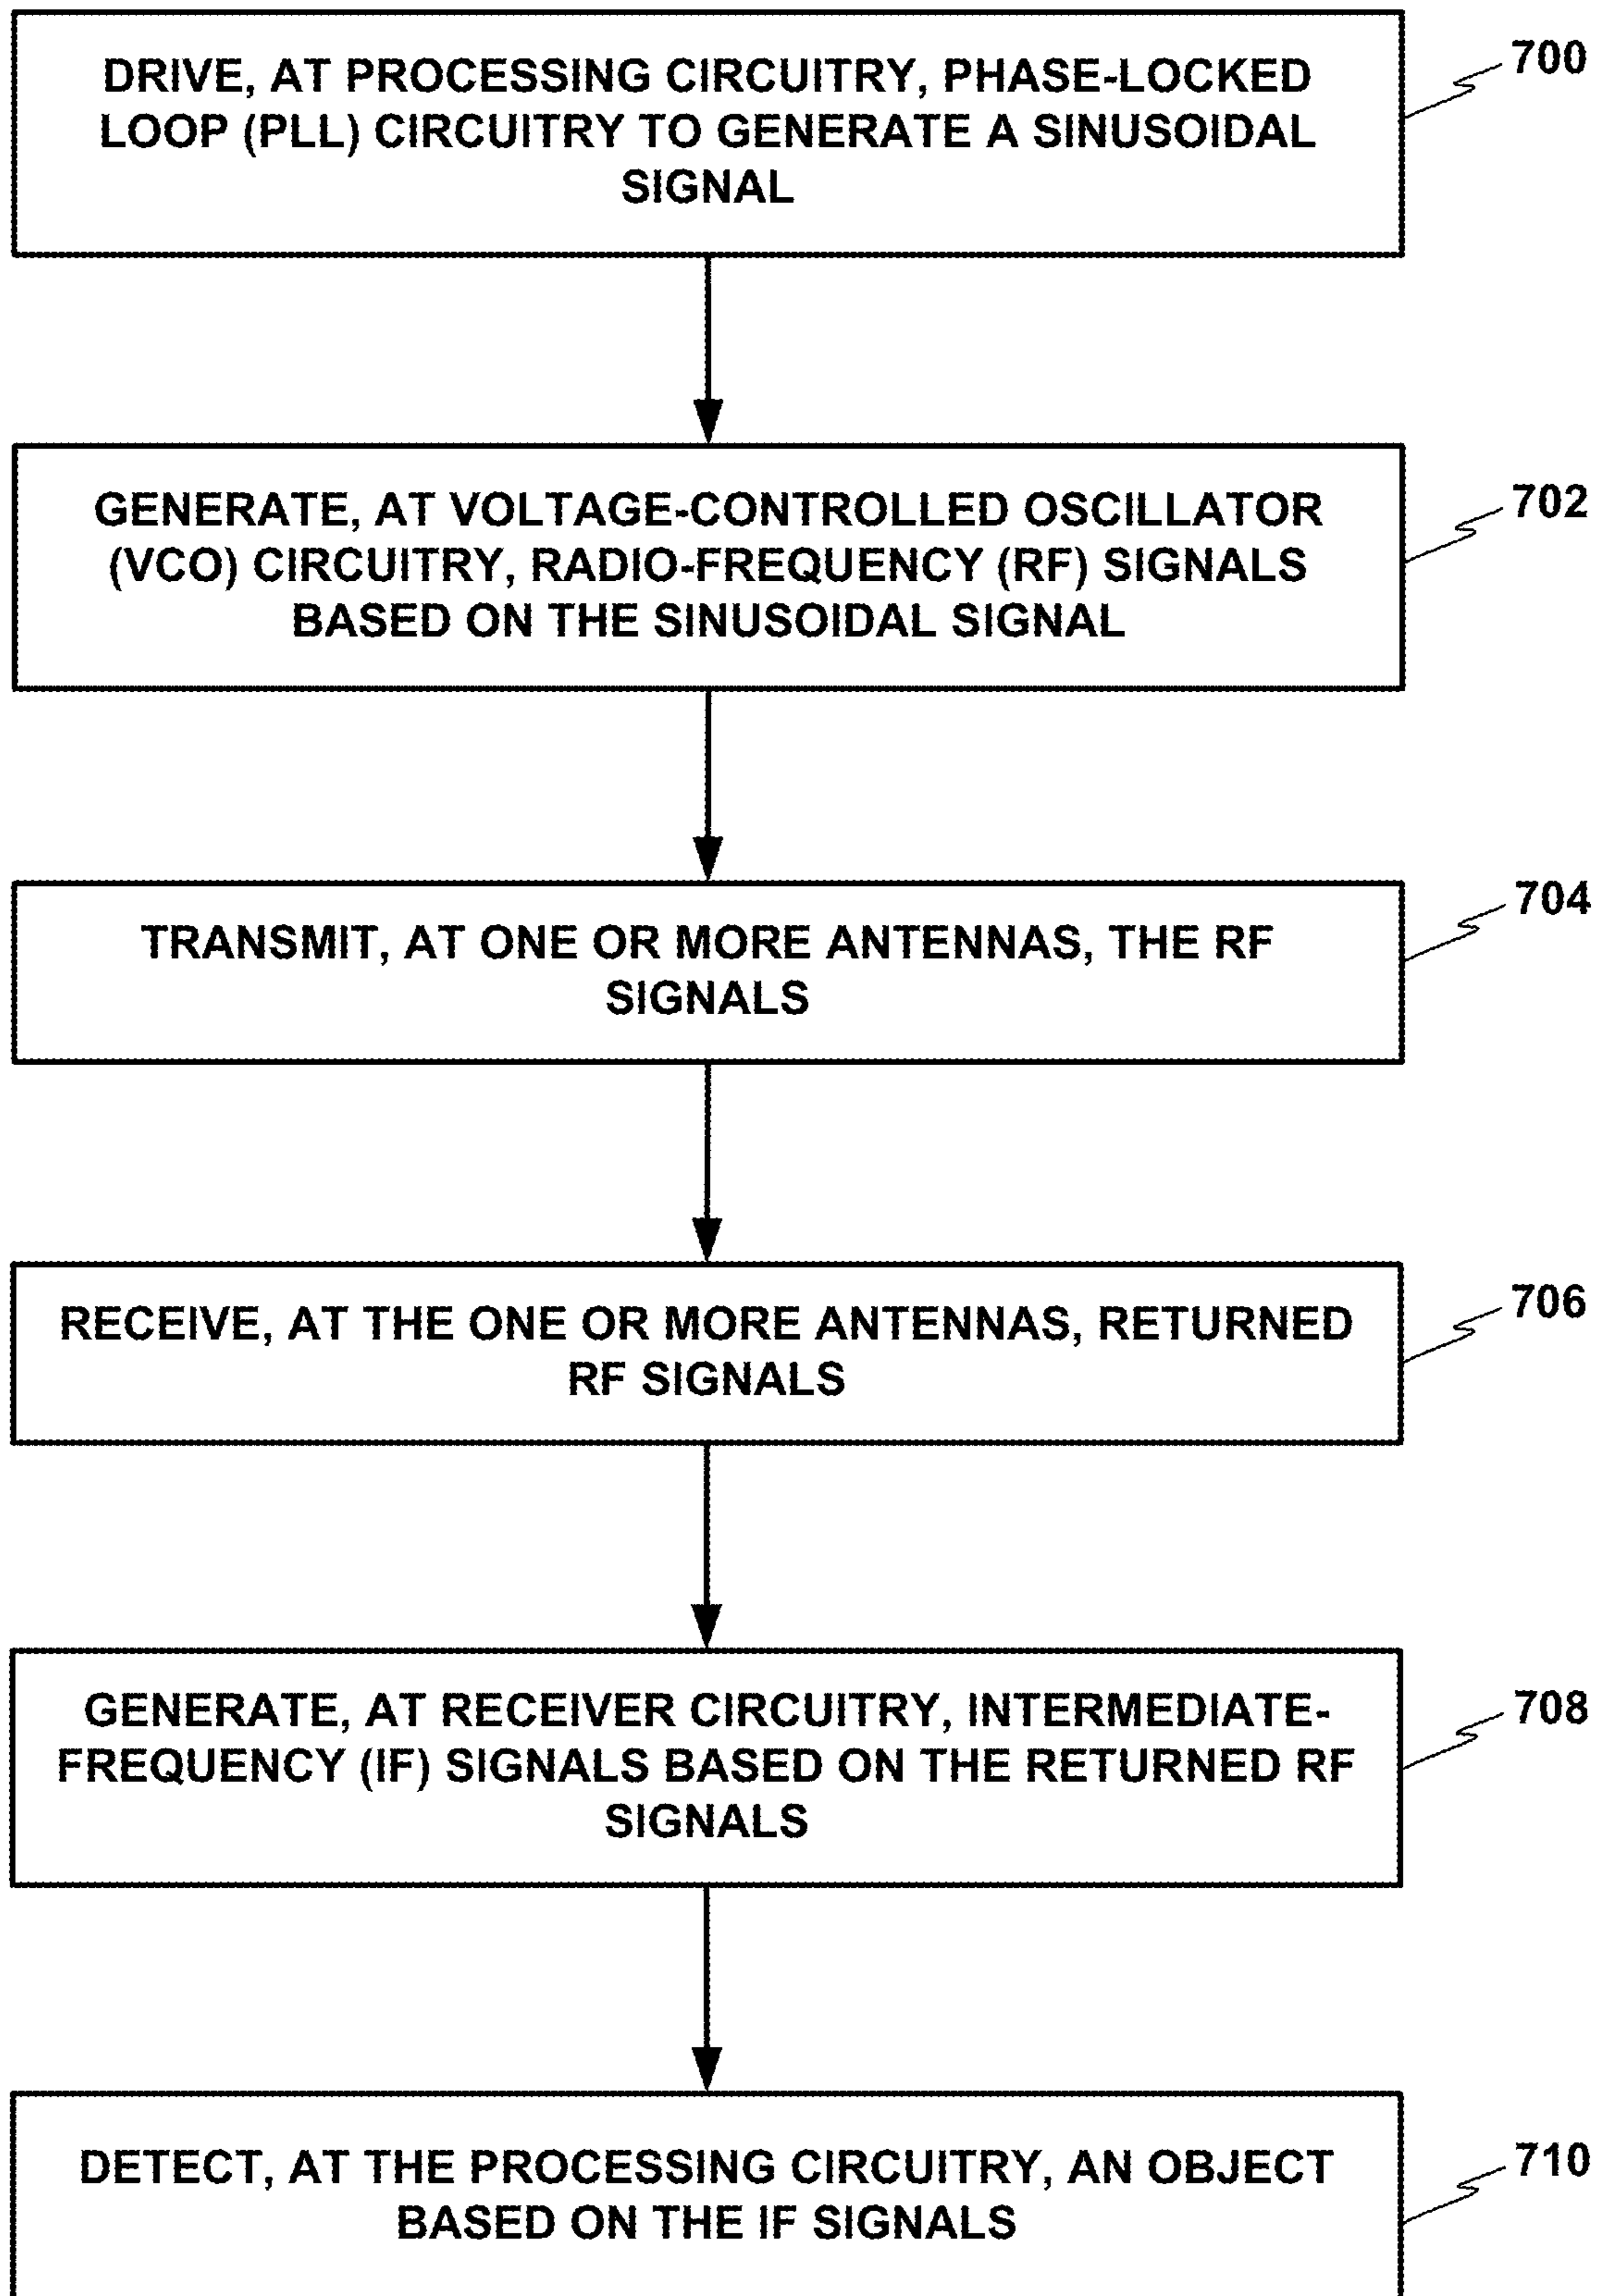 DRIVE, AT PROCESSING CIRCUITRY, PHASE-LOCKED
LOOP (PLL) CIRCUITRY TO GENERATE A SINUSOIDAL
SIGNAL
700
GENERATE, AT VOLTAGE-CONTROLLED OSCILLATOR
(VCO) CIRCUITRY, RADIO-FREQUENCY (RF) SIGNALS
BASED ON THE SINUSOIDAL SIGNAL
702
TRANSMIT, AT ONE OR MORE ANTENNAS, THE RF
SIGNALS
704
RECEIVE, AT THE ONE OR MORE ANTENNAS, RETURNED
RF SIGNALS
706
GENERATE, AT RECEIVER CIRCUITRY, INTERMEDIATE-
FREQUENCY (IF) SIGNALS BASED ON THE RETURNED RF
SIGNALS
708
DETECT, AT THE PROCESSING CIRCUITRY, AN OBJECT
BASED ON THE IF SIGNALS
710